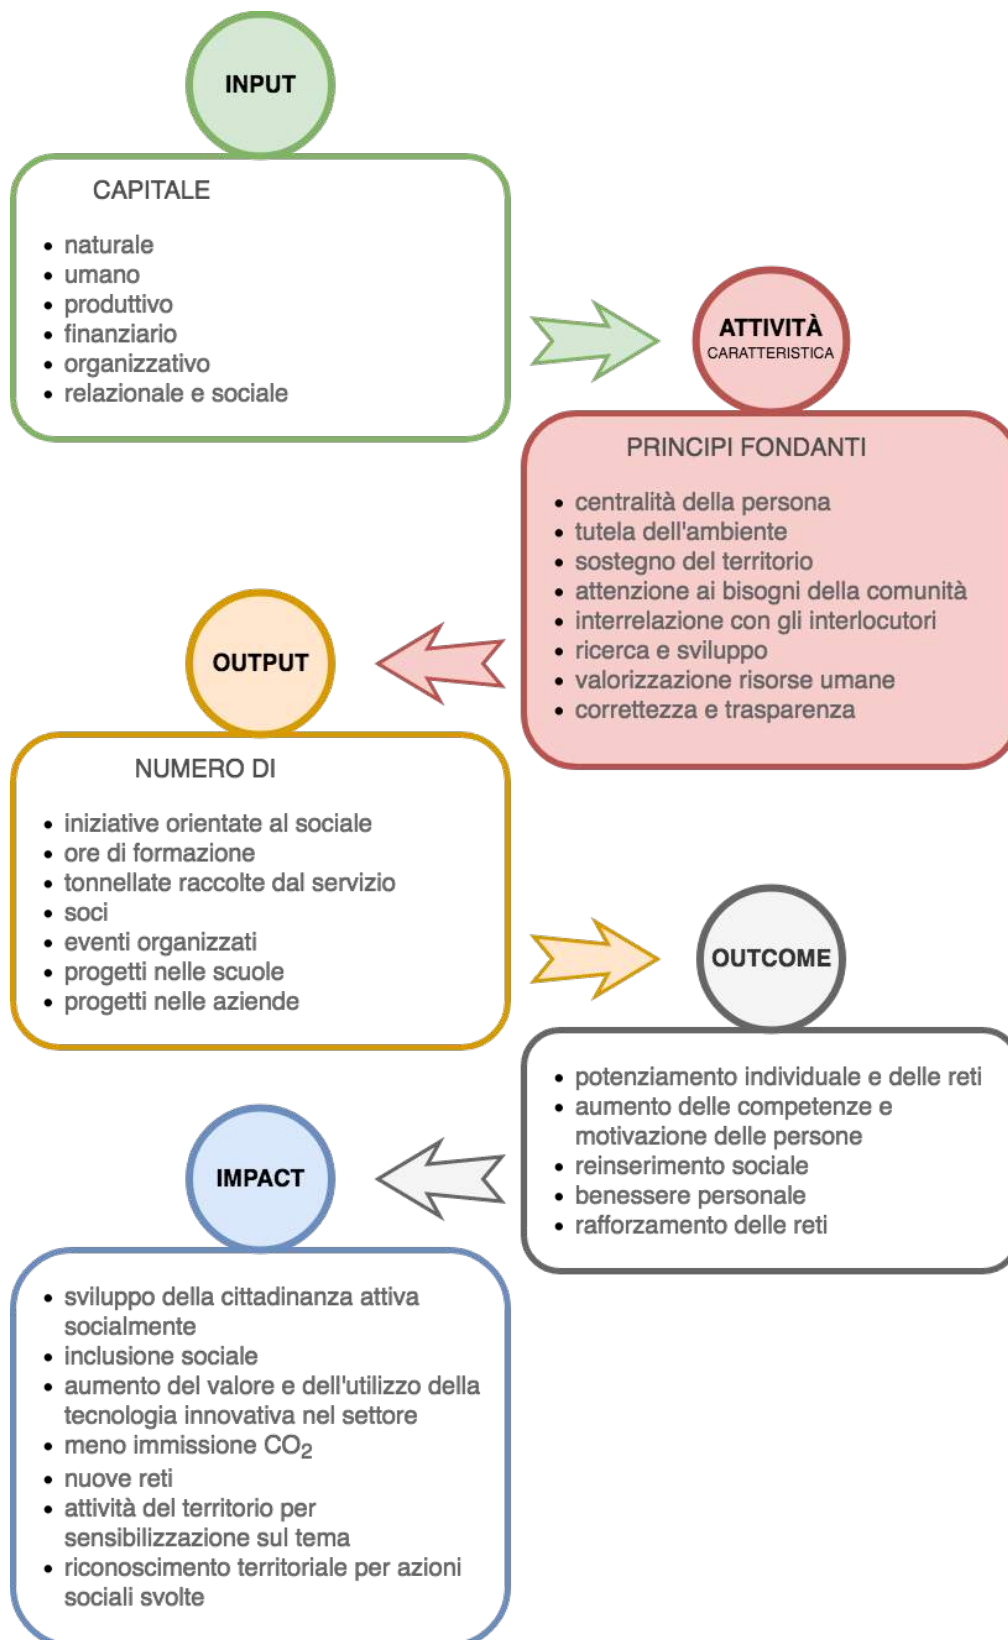 INPUT
CAPITALE
• naturale
• umano
• produttivo
• finanziario
• organizzativo
• relazionale e sociale
ATTIVITÀ
CARATTERISTICA
PRINCIPI FONDANTI
• centralità della persona
• tutela dell'ambiente
• sostegno del territorio
• attenzione ai bisogni della comunità
• interrelazione con gli interlocutori
• ricerca e sviluppo
• valorizzazione risorse umane
• correttezza e trasparenza
OUTPUT
NUMERO DI
• iniziative orientate al sociale
• ore di formazione
• tonnellate raccolte dal servizio
• soci
• eventi organizzati
• progetti nelle scuole
• progetti nelle aziende
OUTCOME
• potenziamento individuale e delle reti
• aumento delle competenze e
motivazione delle persone
• reinserimento sociale
• benessere personale
• rafforzamento delle reti
IMPACT
• sviluppo della cittadinanza attiva
socialmente
• inclusione sociale
• aumento del valore e dell'utilizzo della
tecnologia innovativa nel settore
• meno immissione CO₂
• nuove reti
• attività del territorio per
sensibilizzazione sul tema
• riconoscimento territoriale per azioni
sociali svolte